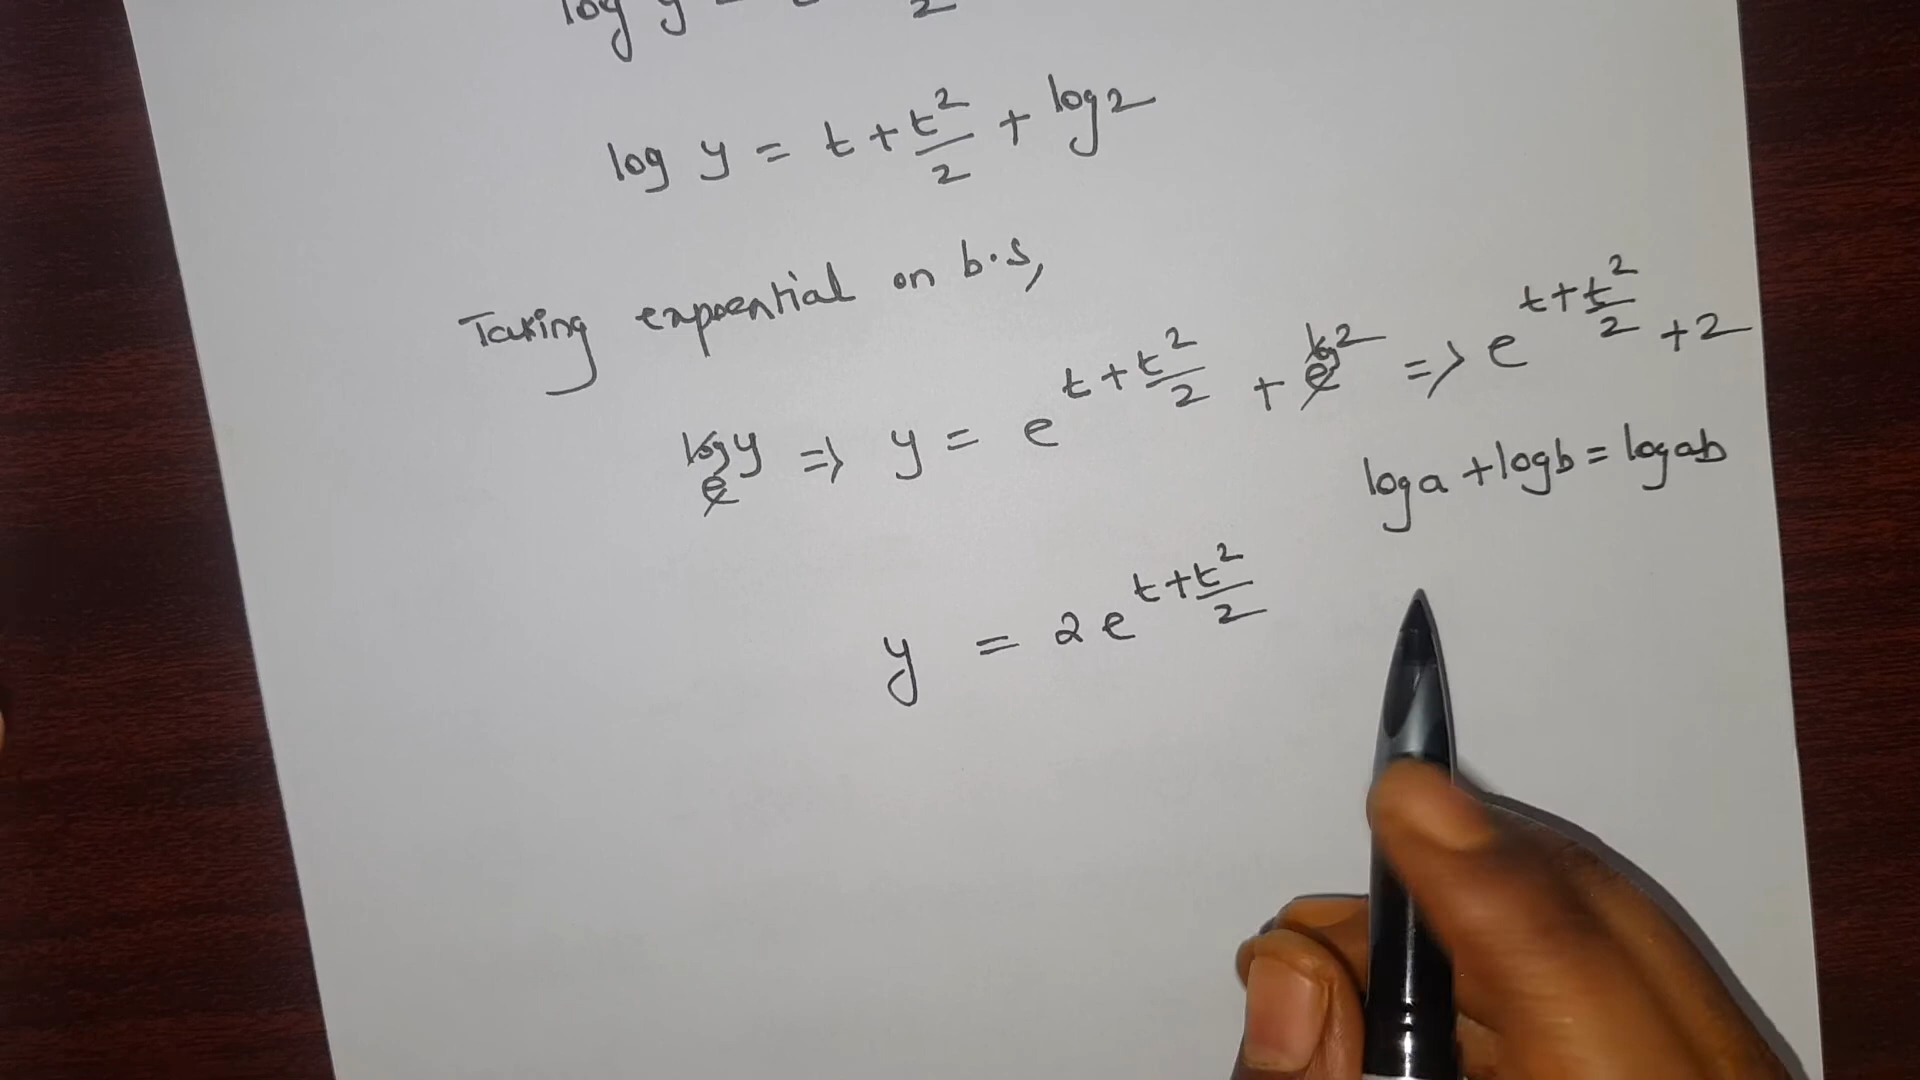 log y =
log y = t + t²/2 + log2
Taking exponential on b.s,
e^(log y) => y = e^(t + t²/2) + e^(log 2) => e^(t + t²/2) + 2
log a + log b = log ab
y = 2e^(t + t²/2)